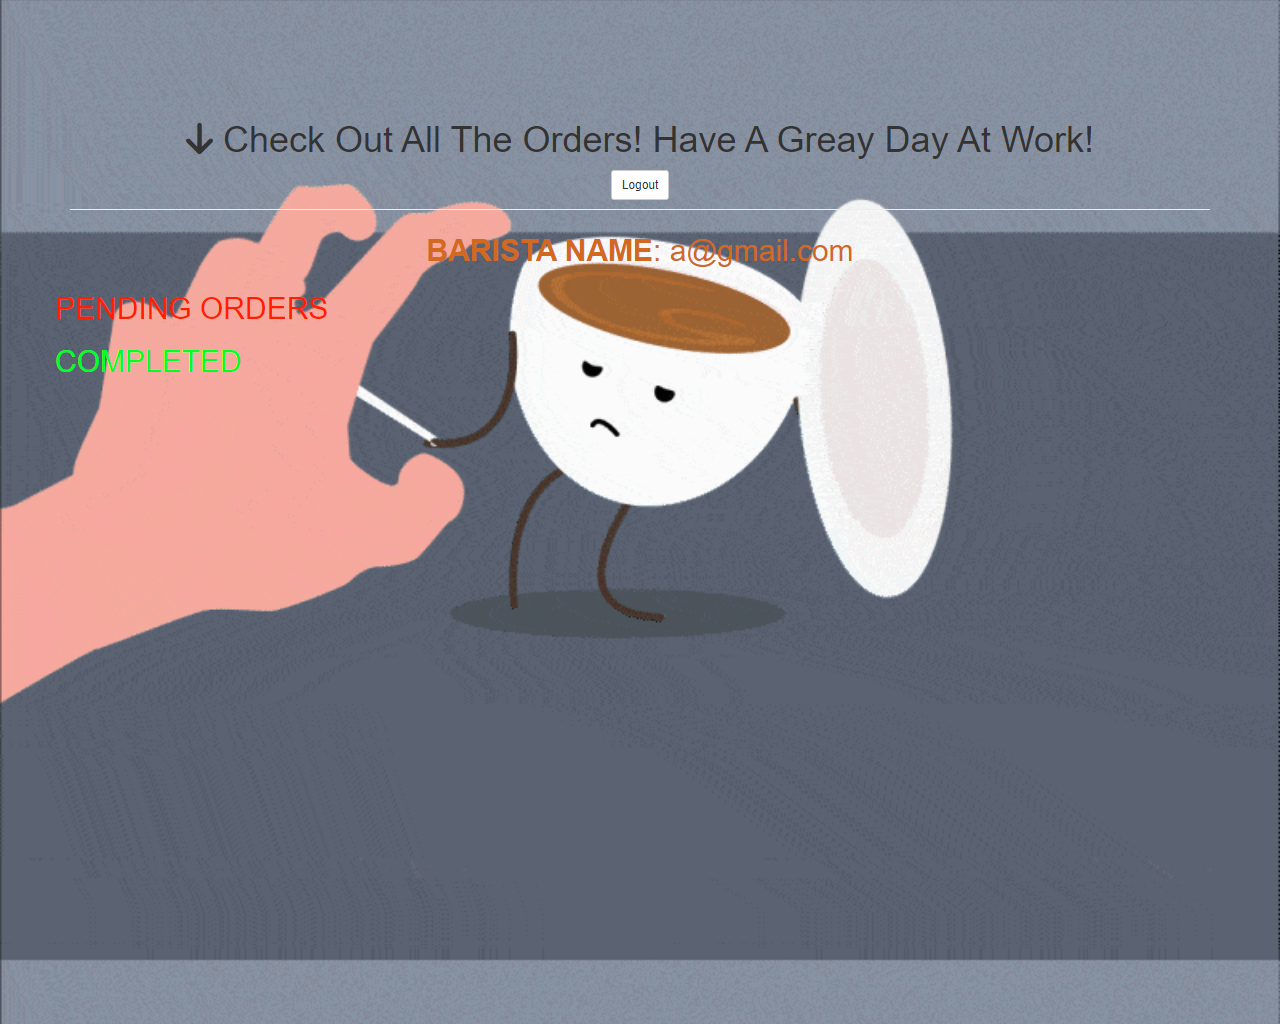 Check Out All The Orders! Have A Greay Day At Work!
Logout
BARISTA NAME: a@gmail.com
PENDING ORDERS
COMPLETED